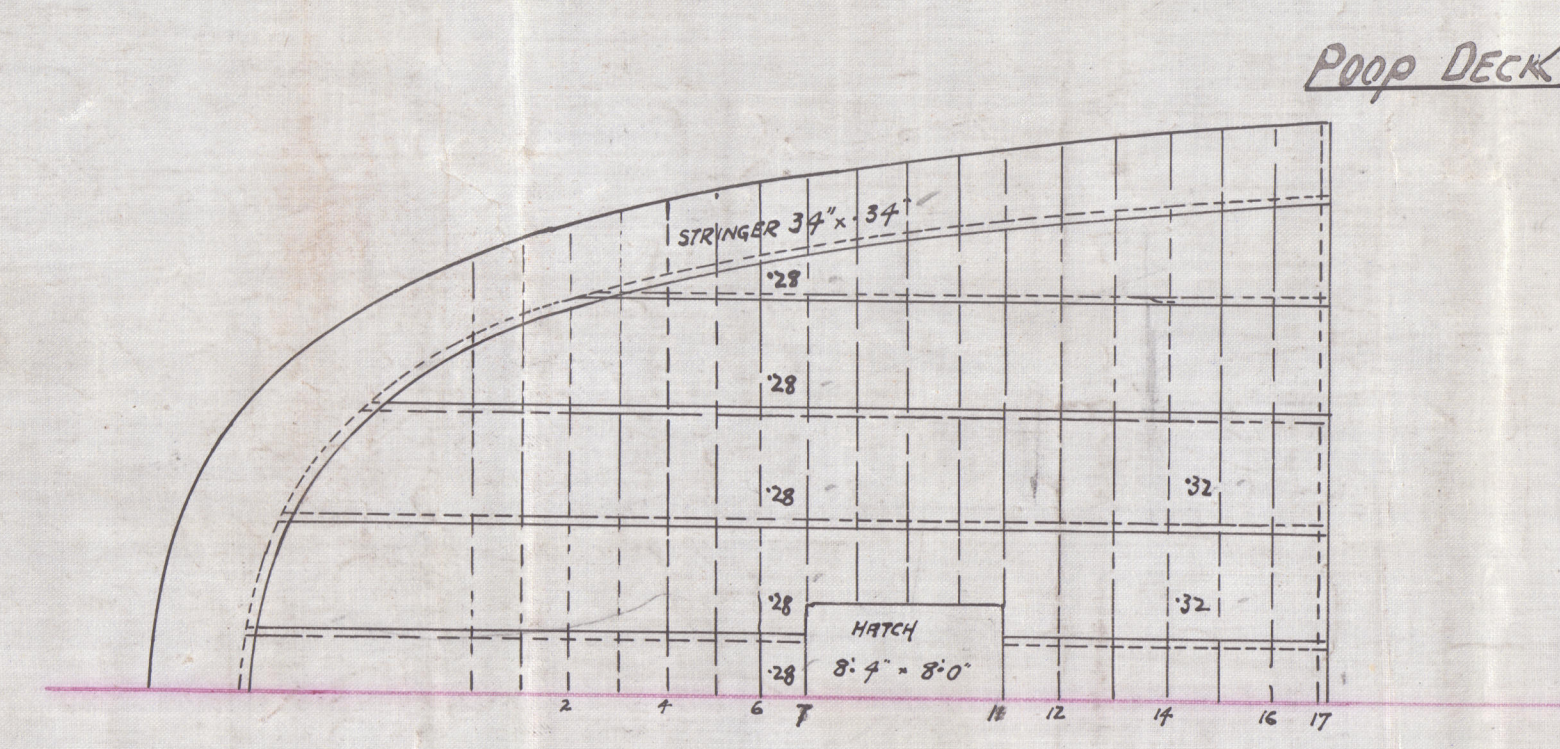 POOP DECK
STRINGER 34" x .34"
.28
.28
.28 .32
.28 .32
HATCH
.28 8'. 4" x 8'. 0"
2 4 6 7 11 12 14 16 17